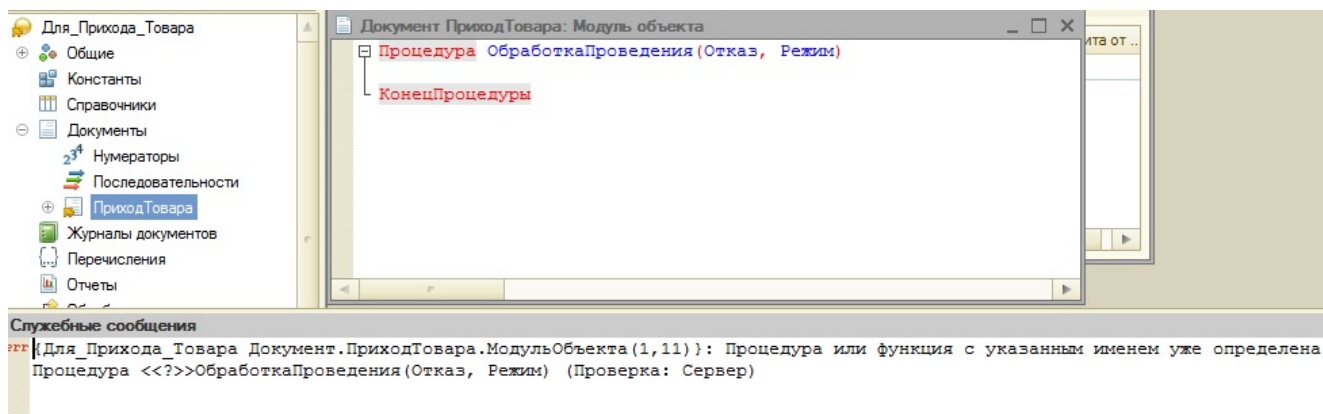 Для_Прихода_Товара
Общие
Константы
Справочники
Документы
Нумераторы
Последовательности
ПриходТовара
Журналы документов
Перечисления
Отчеты
Документ ПриходТовара: Модуль объекта
Процедура ОбработкаПроведения(Отказ, Режим)
КонецПроцедуры
ита от ..
Служебные сообщения
{Для_Прихода_Товара Документ.ПриходТовара.МодульОбъекта(1,11)}: Процедура или функция с указанным именем уже определена
Процедура <<?>>ОбработкаПроведения(Отказ, Режим) (Проверка: Сервер)